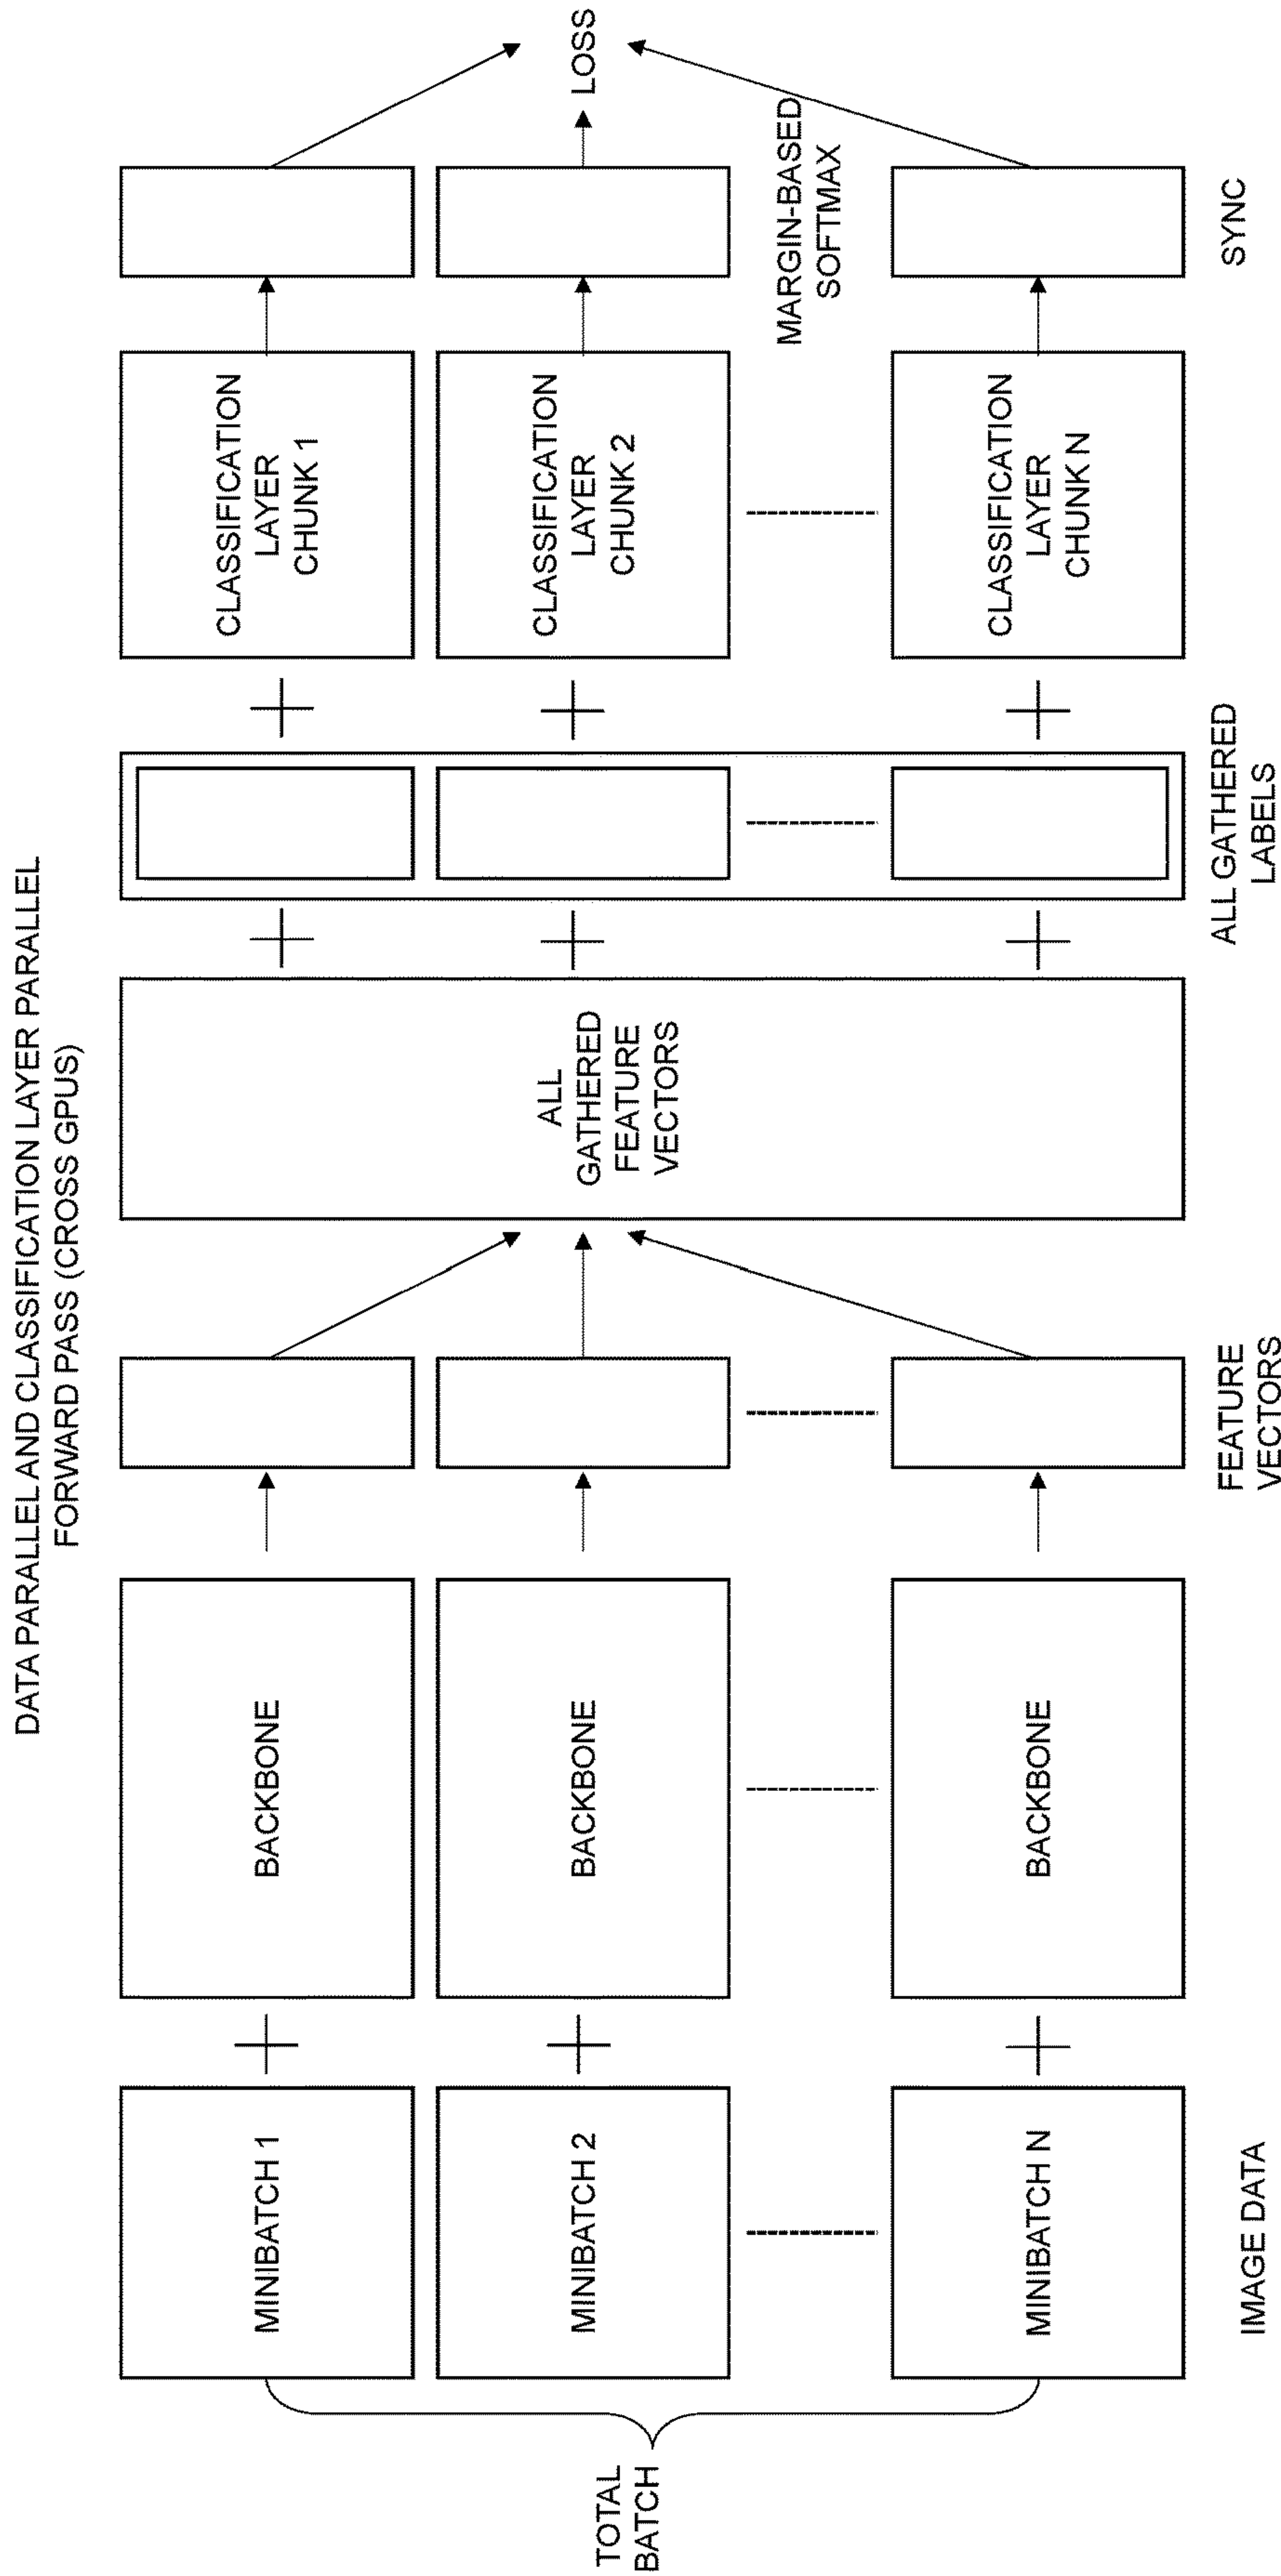 DATA PARALLEL AND CLASSIFICATION LAYER PARALLEL
FORWARD PASS (CROSS GPUS)
TOTAL
BATCH
MINIBATCH 1
MINIBATCH 2
MINIBATCH N
IMAGE DATA
BACKBONE
BACKBONE
BACKBONE
FEATURE
VECTORS
ALL
GATHERED
FEATURE
VECTORS
ALL GATHERED
LABELS
CLASSIFICATION
LAYER
CHUNK 1
CLASSIFICATION
LAYER
CHUNK 2
CLASSIFICATION
LAYER
CHUNK N
MARGIN-BASED
SOFTMAX
SYNC
LOSS